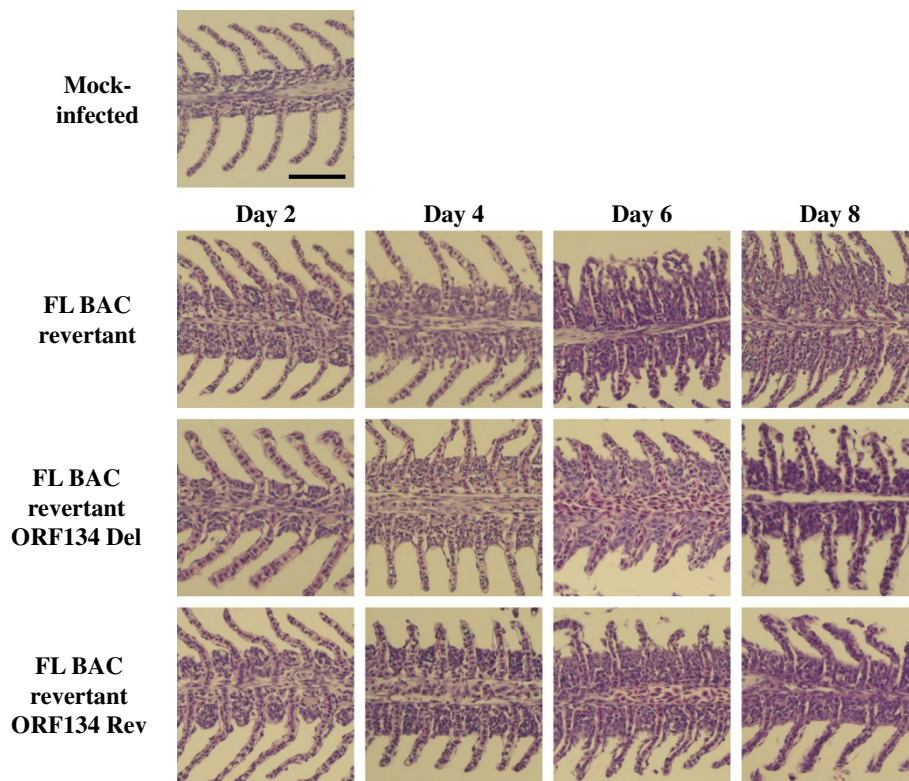 Mock-
infected
Day 2 Day 4 Day 6 Day 8
FL BAC
revertant
FL BAC
revertant
ORF134 Del
FL BAC
revertant
ORF134 Rev